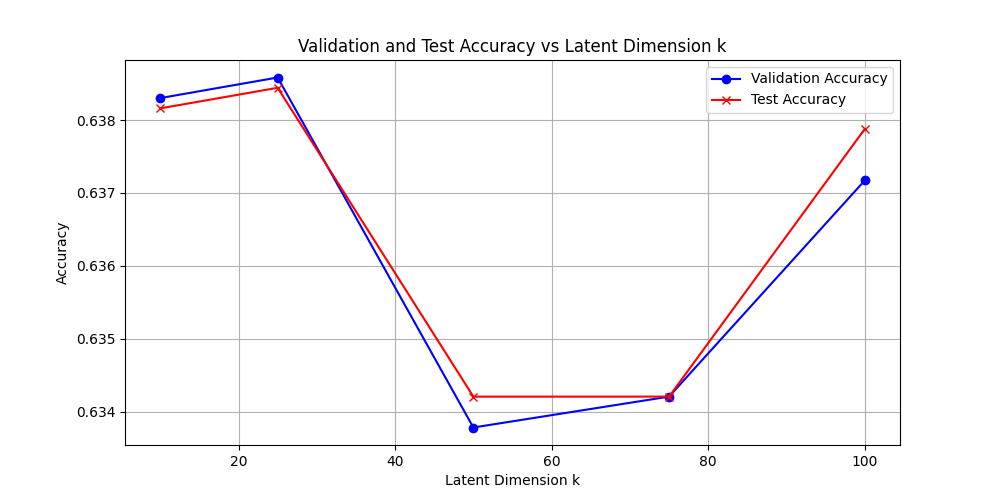 Validation and Test Accuracy vs Latent Dimension k
Validation Accuracy
Test Accuracy
0.638
0.637
0.636
0.635
0.634
Accuracy
20 40 60 80 100
Latent Dimension k